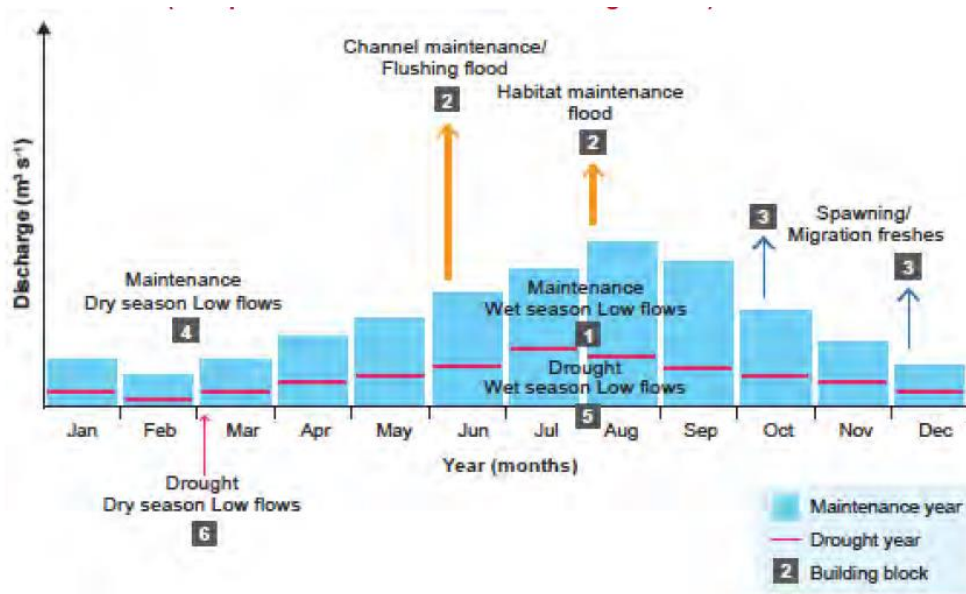 Channel maintenance/
Flushing flood
2
Habitat maintenance
flood
2
3
Spawning/
Migration freshes
3
Discharge (m³ s⁻¹)
Maintenance
Dry season Low flows
4
Maintenance
Wet season Low flows
1
Drought
Wet season Low flows
5
Jan Feb Mar Apr May Jun Jul Aug Sep Oct Nov Dec
Year (months)
Drought
Dry season Low flows
6
Maintenance year
Drought year
2 Building block